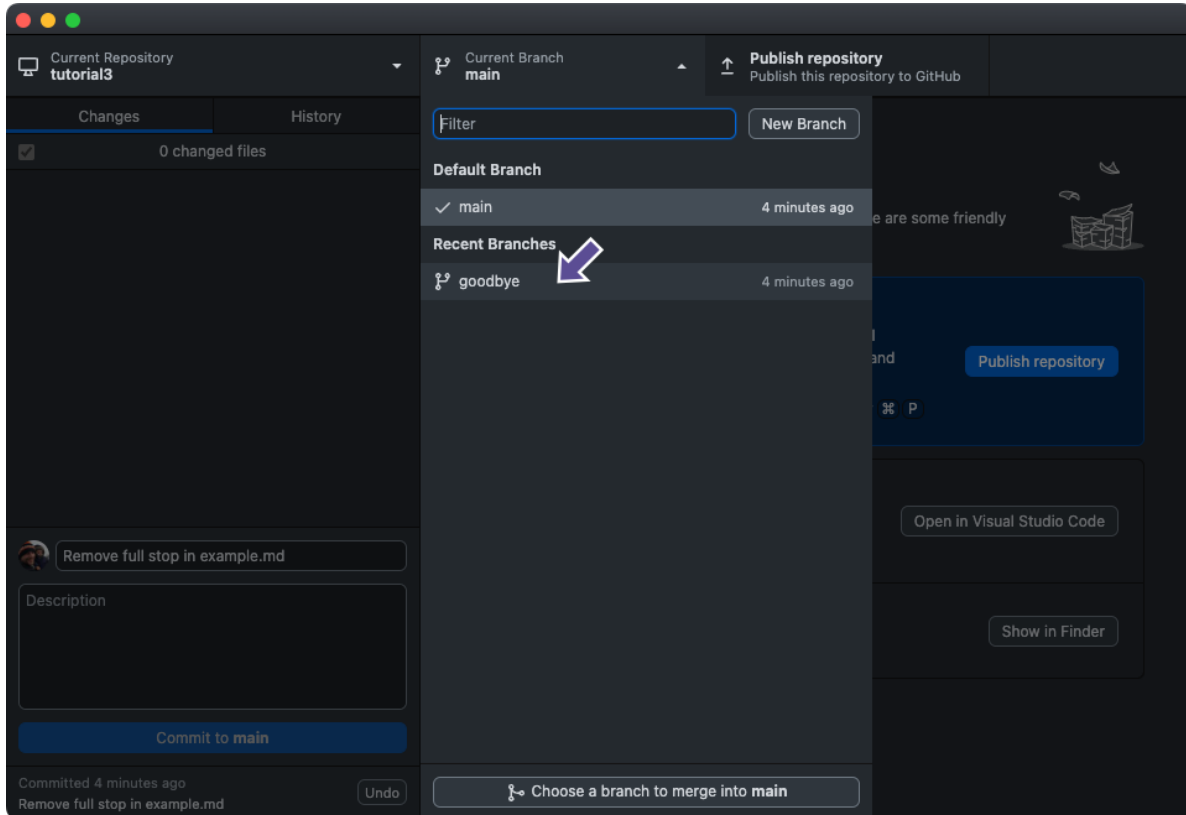 Current Repository
tutorial3
Current Branch
main
Publish repository
Publish this repository to GitHub
Changes
History
0 changed files
Filter
New Branch
Default Branch
main
4 minutes ago
Recent Branches
goodbye
4 minutes ago
e are some friendly
and
Publish repository
⌘ P
Open in Visual Studio Code
Show in Finder
Remove full stop in example.md
Description
Commit to main
Committed 4 minutes ago
Remove full stop in example.md
Undo
Choose a branch to merge into main